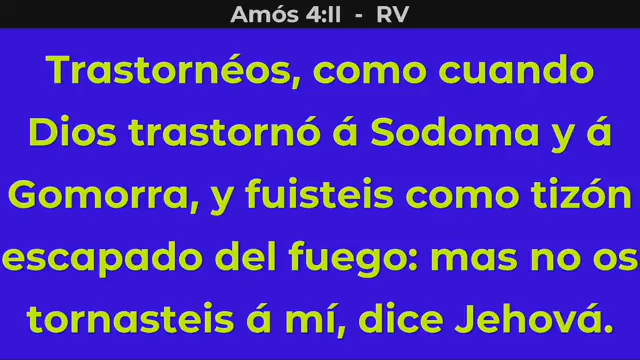 Amós 4:II - RV
Trastornéos, como cuando
Dios trastornó á Sodoma y á
Gomorra, y fuisteis como tizón
escapado del fuego: mas no os
tornasteis á mí, dice Jehová.